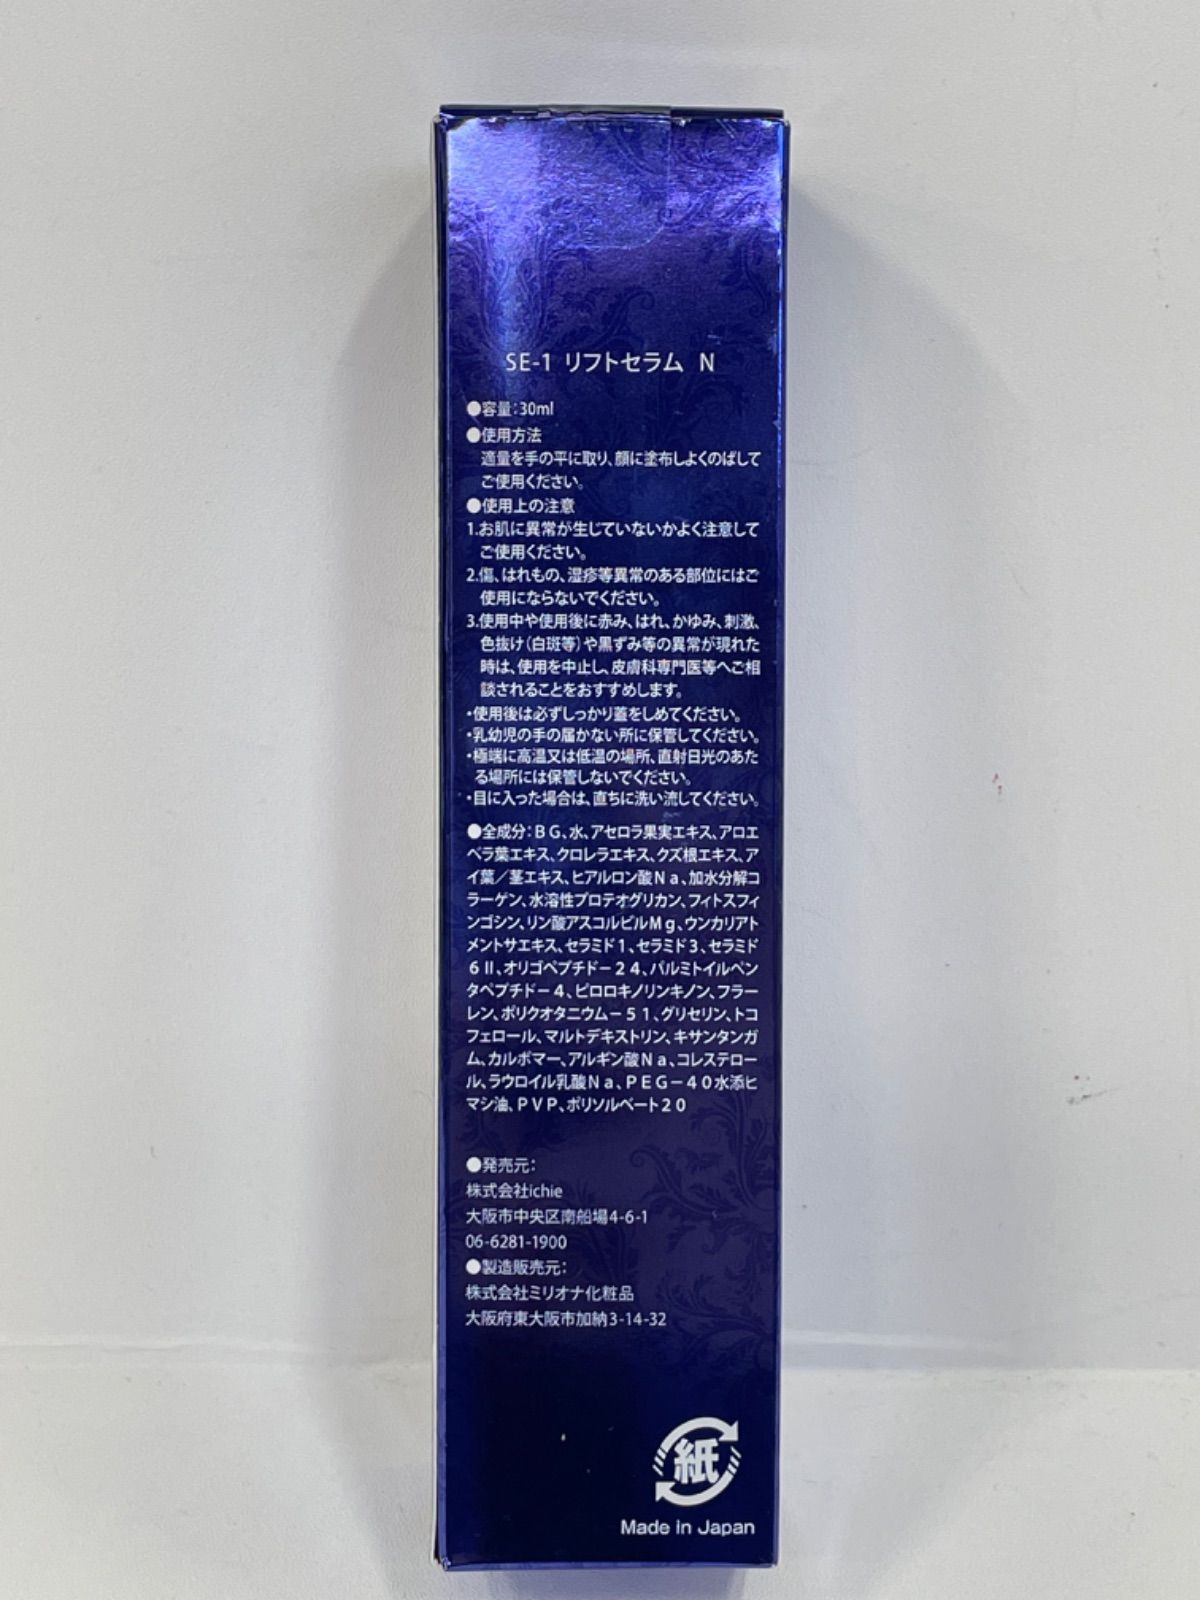 SE-1 リフトセラム N
●容量:30ml
●使用方法
適量を手の平に取り、顔に塗布しよくのばして
ご使用ください。
●使用上の注意
1.お肌に異常が生じていないかよく注意して
ご使用ください。
2.傷、はれもの、湿疹等異常のある部位にはご
使用にならないでください。
3.使用中や使用後に赤み、はれ、かゆみ、刺激、
色抜け(白斑等)や黒ずみ等の異常が現れた
時は、使用を中止し、皮膚科専門医等へご相
談されることをおすすめします。
・使用後は必ずしっかり蓋をしめてください。
・乳幼児の手の届かない所に保管してください。
・極端に高温又は低温の場所、直射日光のあた
る場所には保管しないでください。
・目に入った場合は、直ちに洗い流してください。
●全成分:BG、水、アセロラ果実エキス、アロエ
ベラ葉エキス、クロレラエキス、クズ根エキス、ア
イ葉/茎エキス、ヒアルロン酸Na、加水分解コ
ラーゲン、水溶性プロテオグリカン、フィトスフィ
ンゴシン、リン酸アスコルビルMg、ウンカリアト
メントサエキス、セラミド1、セラミド3、セラミド
6II、オリゴペプチド-24、パルミトイルペン
タペプチド-4、ピロロキノリンキノン、フラー
レン、ポリクオタニウム-51、グリセリン、トコ
フェロール、マルトデキストリン、キサンタンガ
ム、カルボマー、アルギン酸Na、コレステロー
ル、ラウロイル乳酸Na、PEG-40水添ヒ
マシ油、PVP、ポリソルベート20
●発売元:
株式会社ichie
大阪市中央区南船場4-6-1
06-6281-1900
●製造販売元:
株式会社ミリオナ化粧品
大阪府東大阪市加納3-14-32
紙
Made in Japan